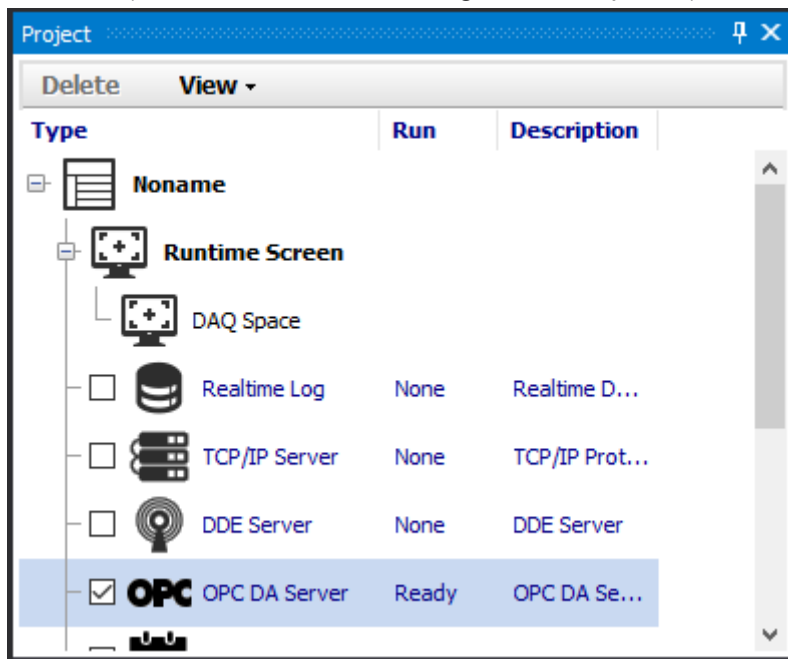 Project
Delete View
Type Run Description
Noname
Runtime Screen
DAQ Space
Realtime Log None Realtime D...
TCP/IP Server None TCP/IP Prot...
DDE Server None DDE Server
OPC OPC DA Server Ready OPC DA Se...